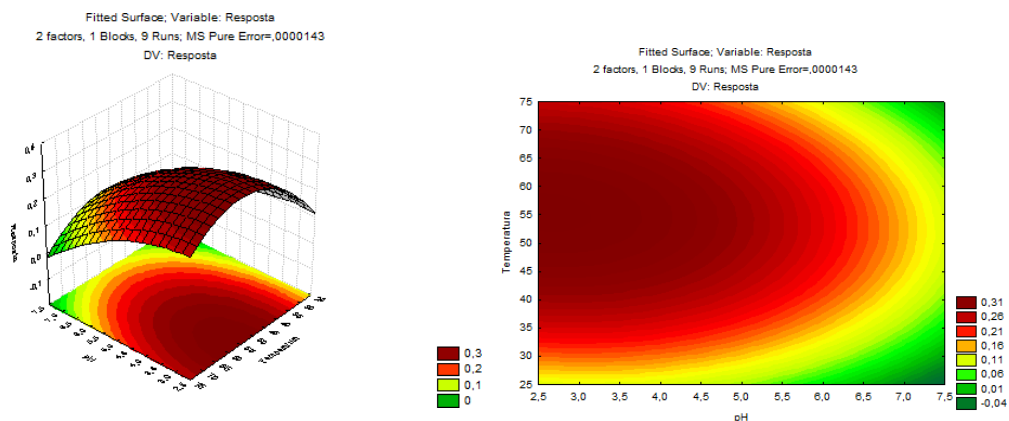 Fitted Surface; Variable: Resposta
2 factors, 1 Blocks, 9 Runs; MS Pure Error=,0000143
DV: Resposta
0,3
0,2
0,1
0
Fitted Surface; Variable: Resposta
2 factors, 1 Blocks, 9 Runs; MS Pure Error=,0000143
DV: Resposta
75
70
65
60
55
50
45
40
35
30
25
Temperatura
2,5 3,0 3,5 4,0 4,5 5,0 5,5 6,0 6,5 7,0 7,5
pH
0,31
0,26
0,21
0,16
0,11
0,06
0,01
-0,04